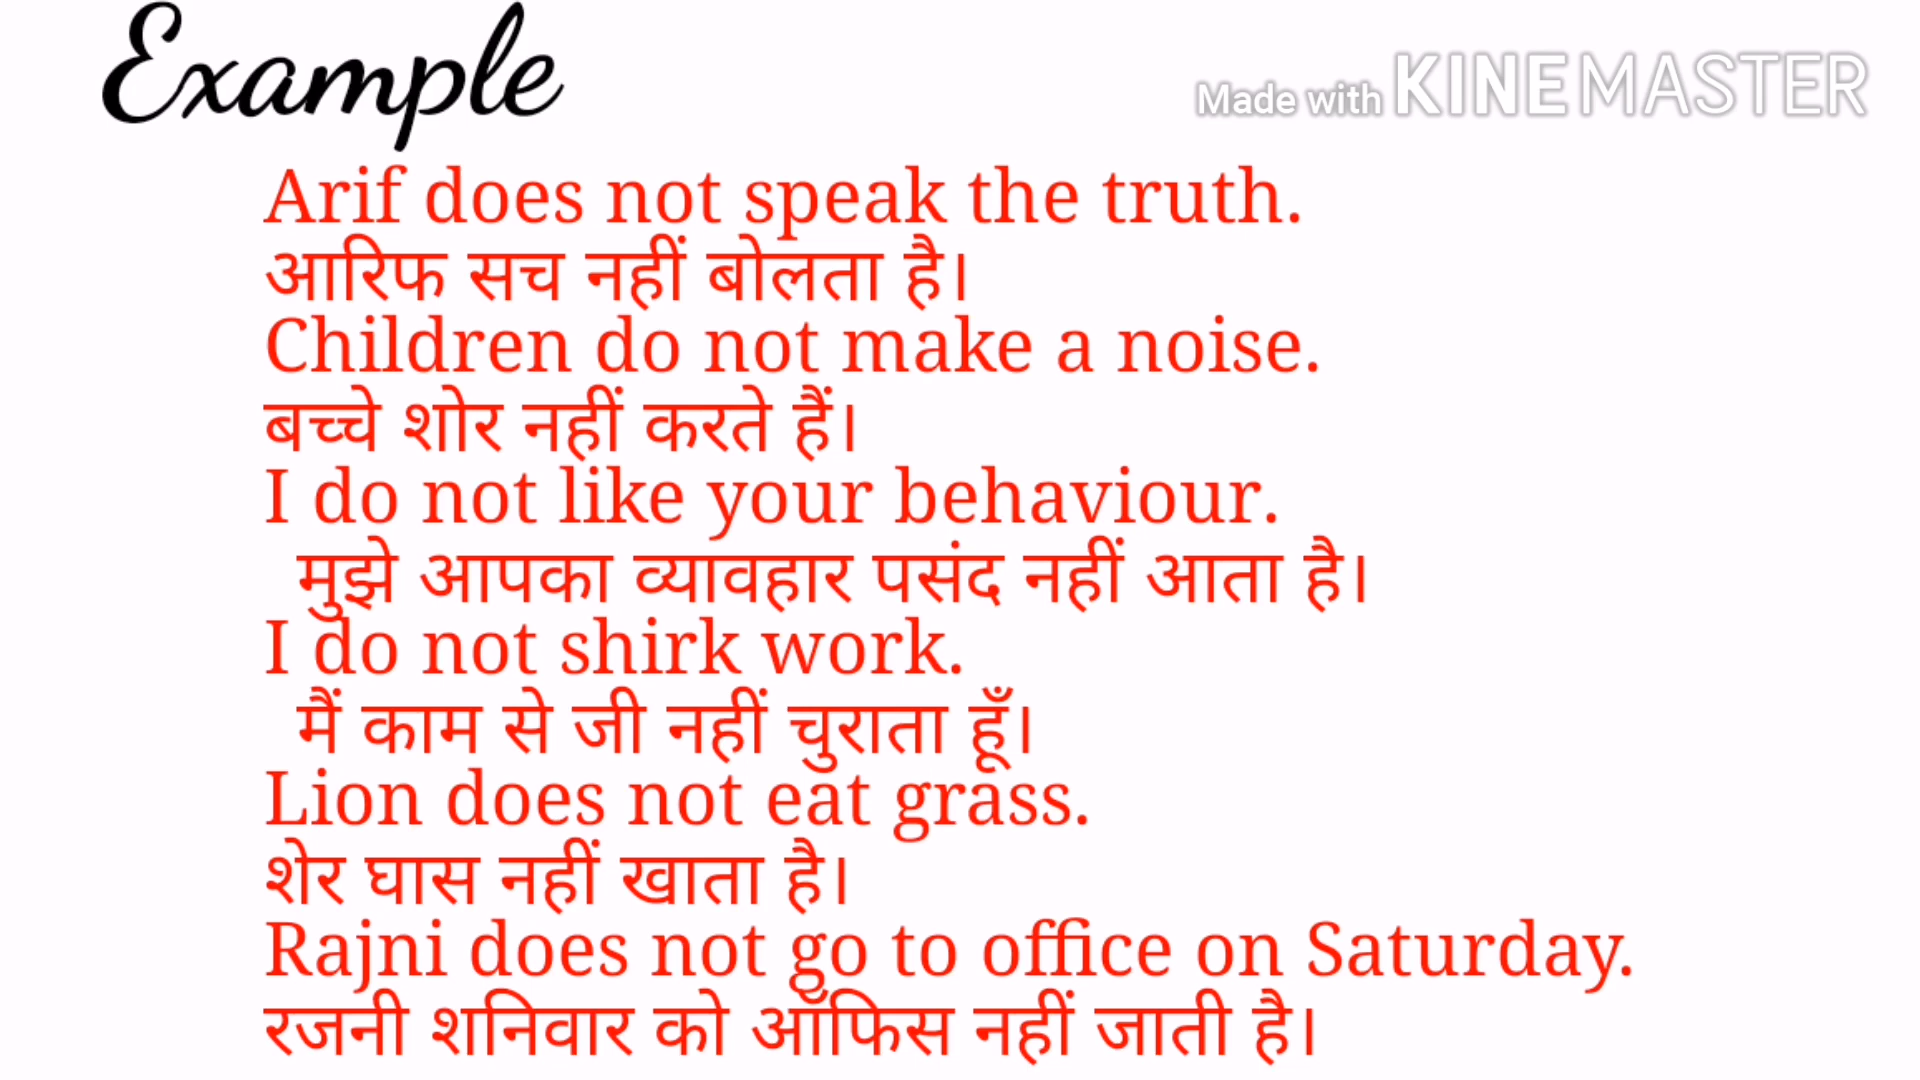 Example
Made with KINEMASTER
Arif does not speak the truth.
आरिफ सच नहीं बोलता है।
Children do not make a noise.
बच्चे शोर नहीं करते हैं।
I do not like your behaviour.
मुझे आपका व्यावहार पसंद नहीं आता है।
I do not shirk work.
मैं काम से जी नहीं चुराता हूँ।
Lion does not eat grass.
शेर घास नहीं खाता है।
Rajni does not go to office on Saturday.
रजनी शनिवार को ऑफिस नहीं जाती है।